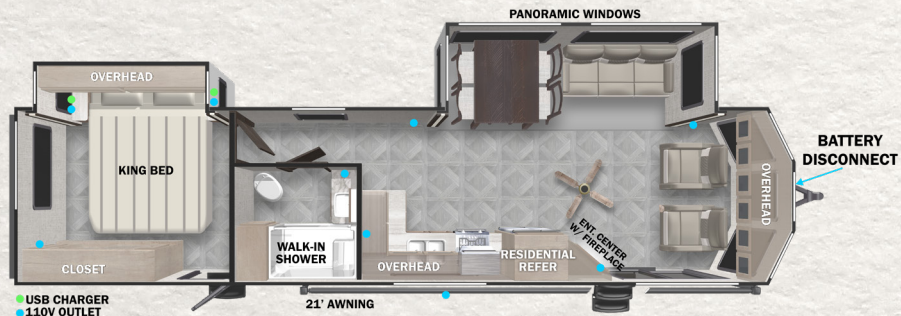 PANORAMIC WINDOWS
OVERHEAD
KING BED
CLOSET
WALK-IN
SHOWER
OVERHEAD
RESIDENTIAL
REFER
ENT. CENTER
W/ FIREPLACE
OVERHEAD
BATTERY
DISCONNECT
21' AWNING
USB CHARGER
110V OUTLET